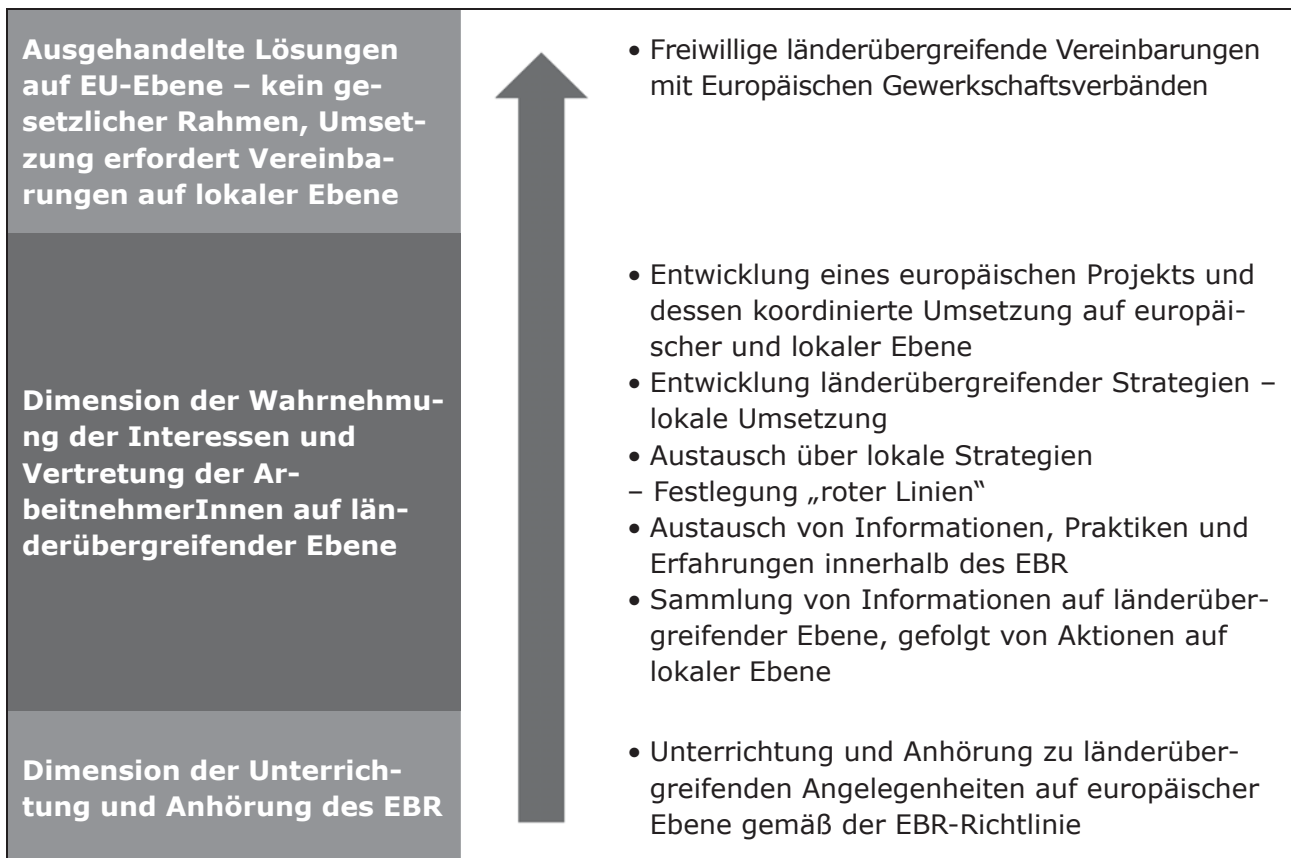 Ausgehandelte Lösungen
auf EU-Ebene – kein ge-
setzlicher Rahmen, Umset-
zung erfordert Vereinba-
rungen auf lokaler Ebene
• Freiwillige länderübergreifende Vereinbarungen
mit Europäischen Gewerkschaftsverbänden
Dimension der Wahrnehmu-
ng der Interessen und
Vertretung der Ar-
beitnehmerInnen auf län-
derübergreifender Ebene
• Entwicklung eines europäischen Projekts und
dessen koordinierte Umsetzung auf europäi-
scher und lokaler Ebene
• Entwicklung länderübergreifender Strategien –
lokale Umsetzung
• Austausch über lokale Strategien
– Festlegung „roter Linien“
• Austausch von Informationen, Praktiken und
Erfahrungen innerhalb des EBR
• Sammlung von Informationen auf länderüber-
greifender Ebene, gefolgt von Aktionen auf
lokaler Ebene
Dimension der Unterrich-
tung und Anhörung des EBR
• Unterrichtung und Anhörung zu länderüber-
greifenden Angelegenheiten auf europäischer
Ebene gemäß der EBR-Richtlinie